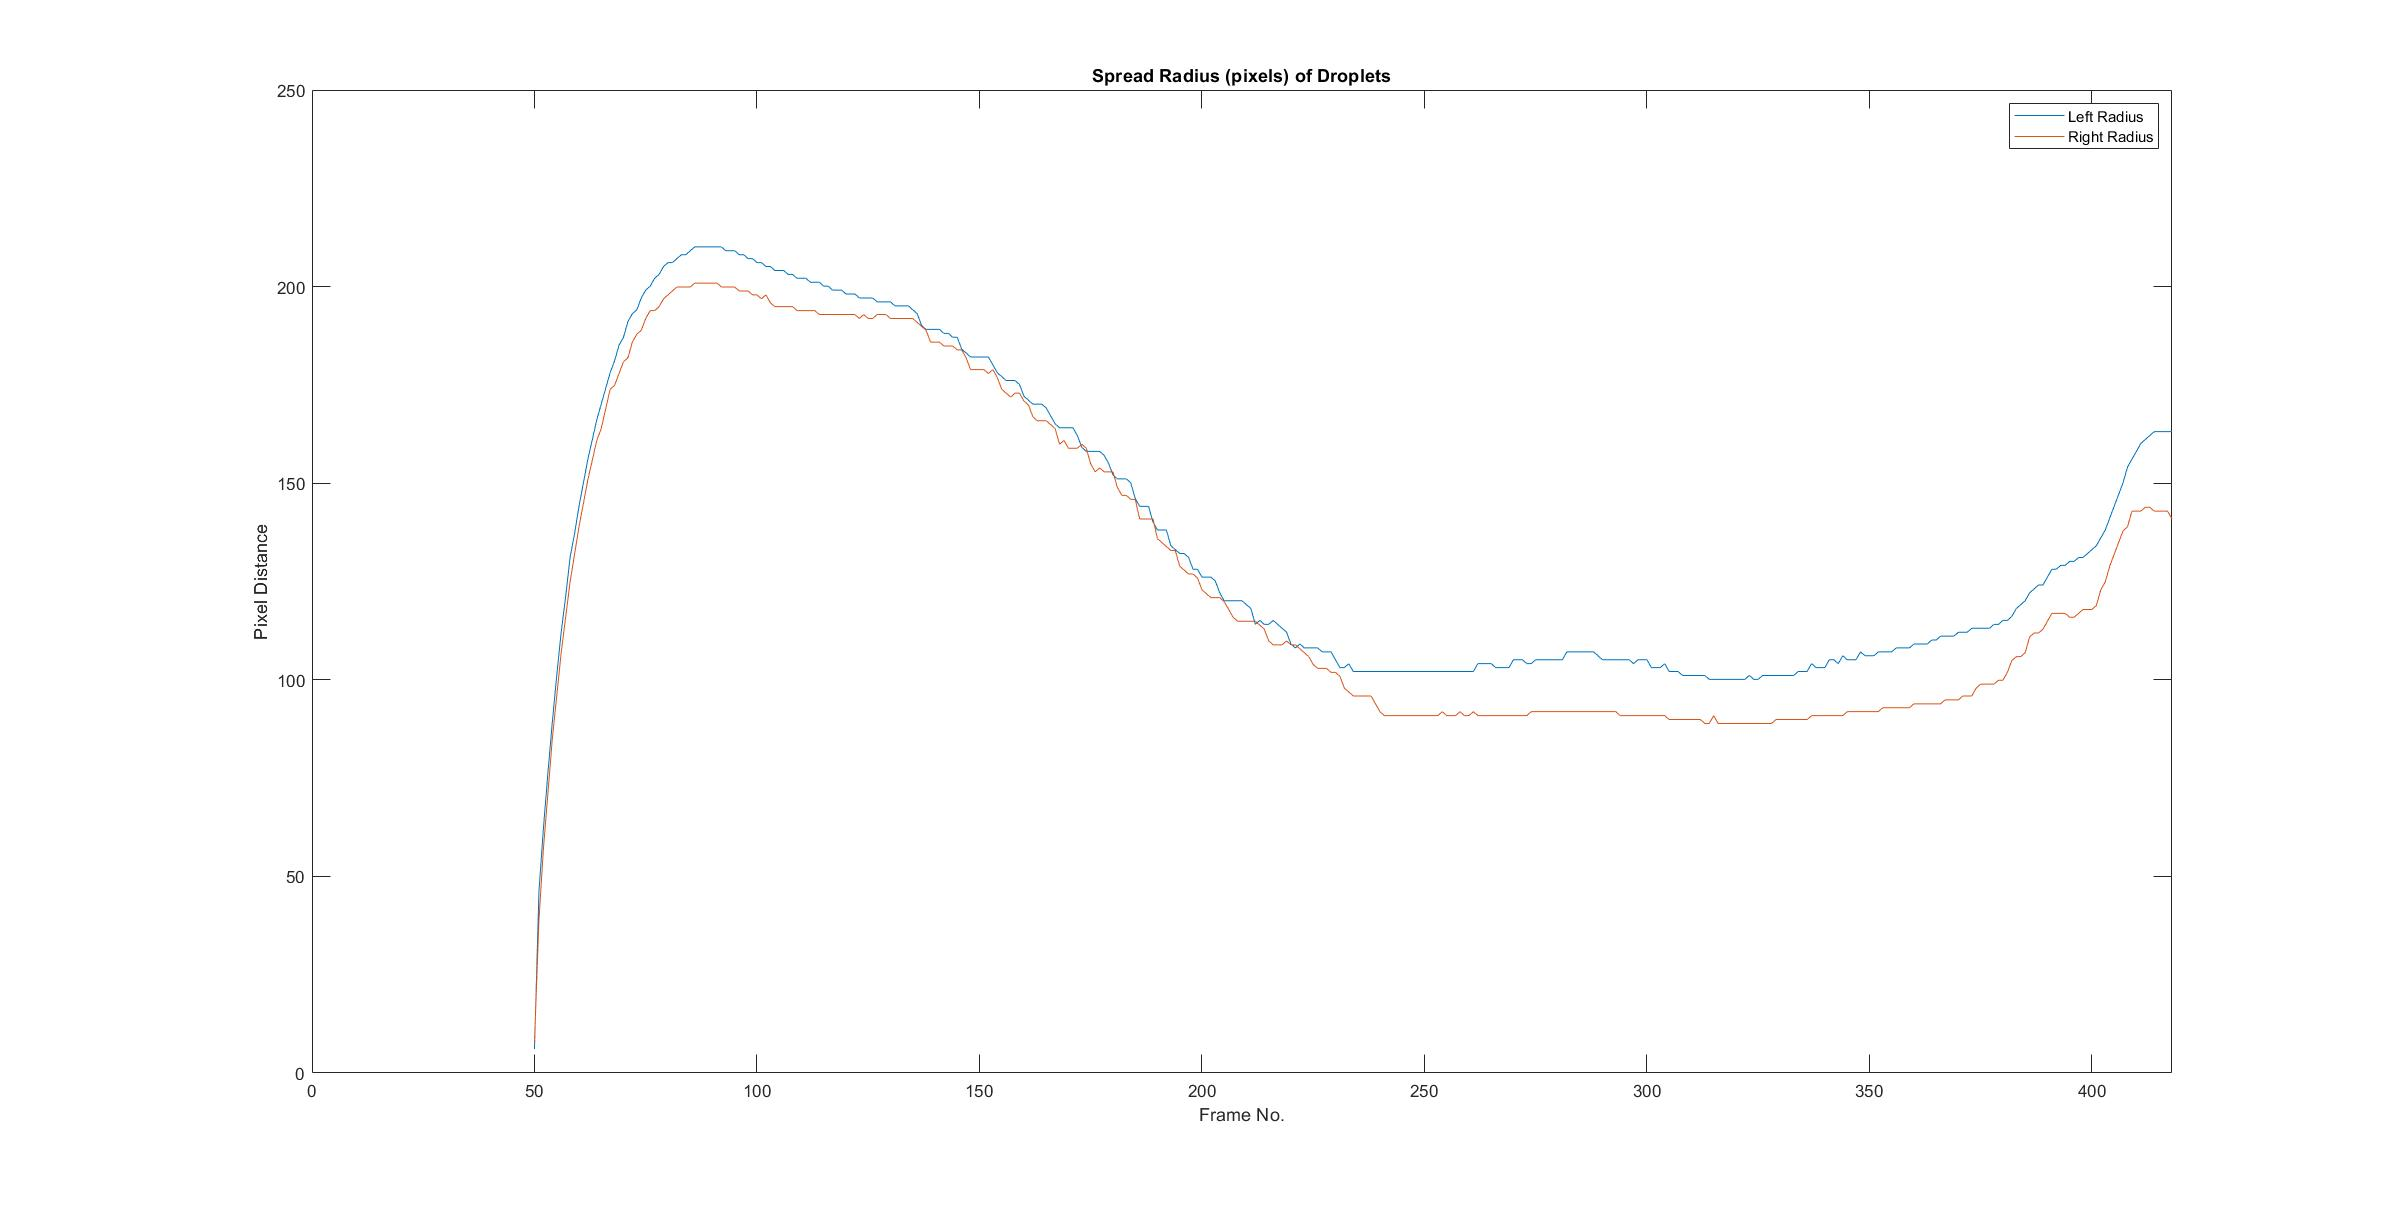 Spread Radius (pixels) of Droplets
250
200
150
100
50
0
Pixel Distance
Left Radius
Right Radius
0 50 100 150 200 250 300 350 400
Frame No.